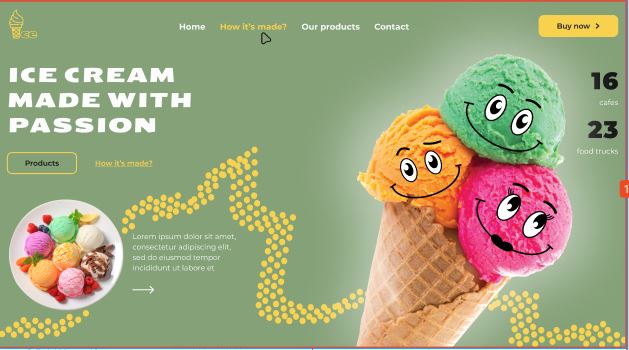 ice
Home How it's made? Our products Contact
Buy now
ICE CREAM
MADE WITH
PASSION
Products How it's made?
16
cafes
23
food trucks
Lorem ipsum dolor sit amet,
consectetur adipiscing elit,
sed do eiusmod tempor
incididunt ut labore et
1